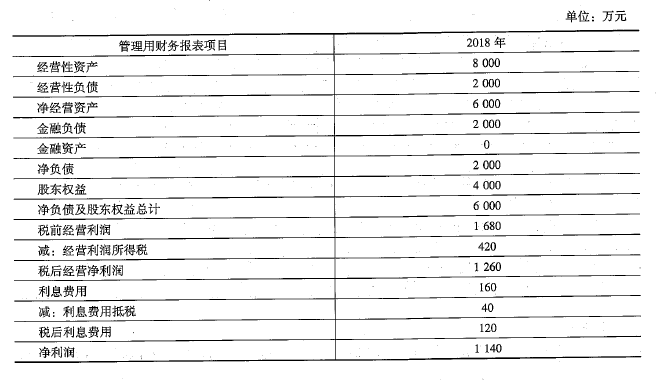 单位：万元
管理用财务报表项目 2018 年
经营性资产 8 000
经营性负债 2 000
净经营资产 6 000
金融负债 2 000
金融资产 0
净负债 2 000
股东权益 4 000
净负债及股东权益总计 6 000
税前经营利润 1 680
减：经营利润所得税 420
税后经营净利润 1 260
利息费用 160
减：利息费用抵税 40
税后利息费用 120
净利润 1 140